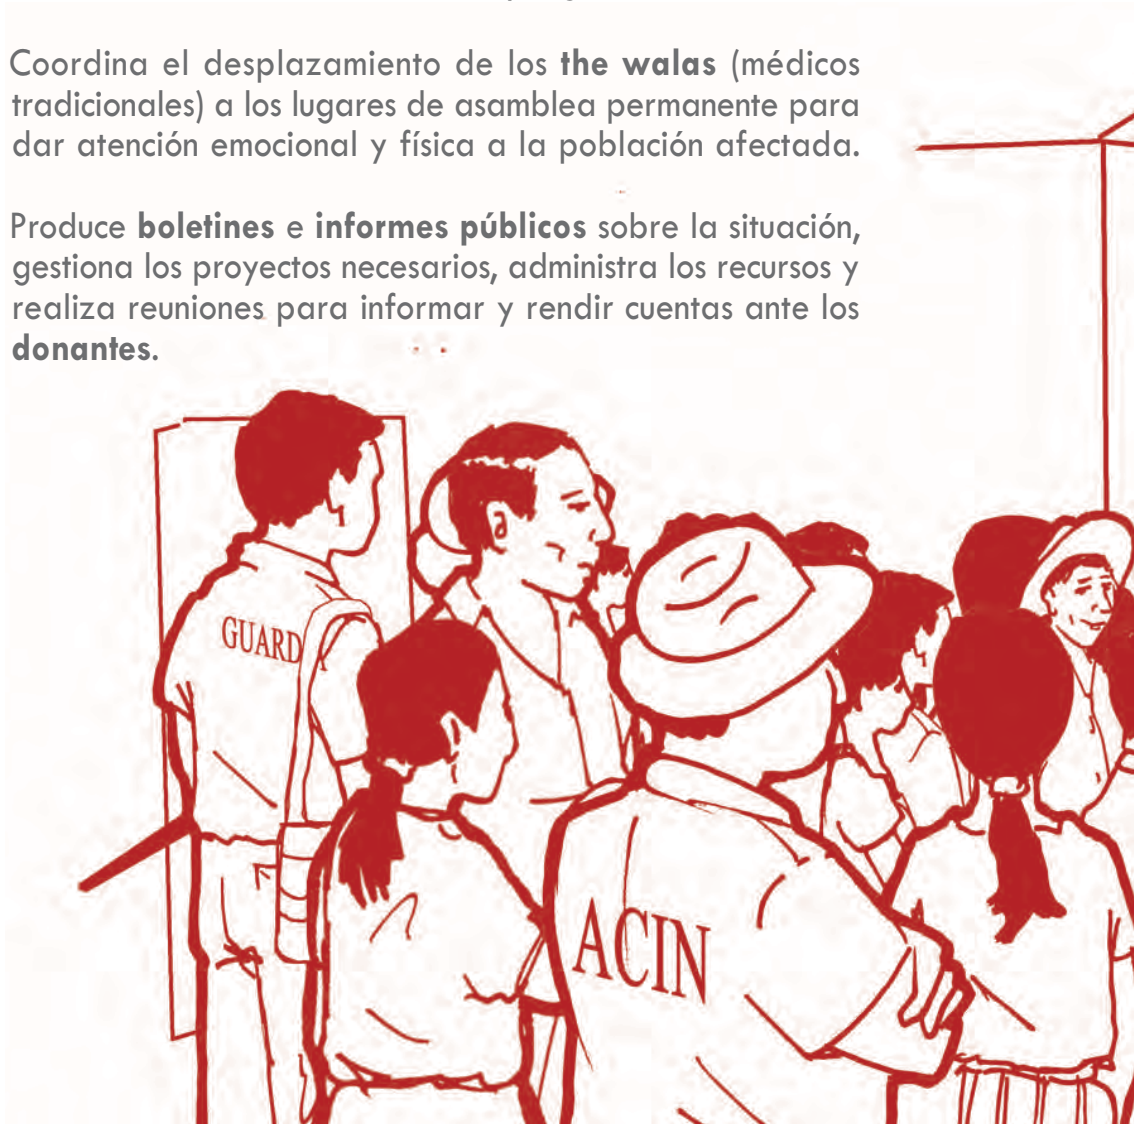 Coordina el desplazamiento de los the walas (médicos
tradicionales) a los lugares de asamblea permanente para
dar atención emocional y física a la población afectada.
Produce boletines e informes públicos sobre la situación,
gestiona los proyectos necesarios, administra los recursos y
realiza reuniones para informar y rendir cuentas ante los
donantes.
GUARD
ACIN